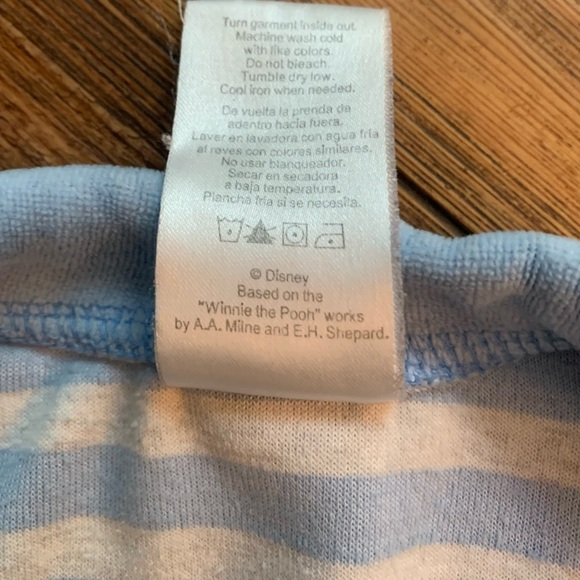 Turn garment inside out.
Machine wash cold
with like colors.
Do not bleach.
Tumble dry low.
Cool iron when needed.
De vuelta la prenda de
adentro hacia fuera.
Lavar en lavadora con agua fria
al reves con colores similares.
No usar blanqueador.
Secar en secadora
a baja temperatura.
Plancha fria si se necesita.
© Disney
Based on the
"Winnie the Pooh" works
by A.A. Milne and E.H. Shepard.